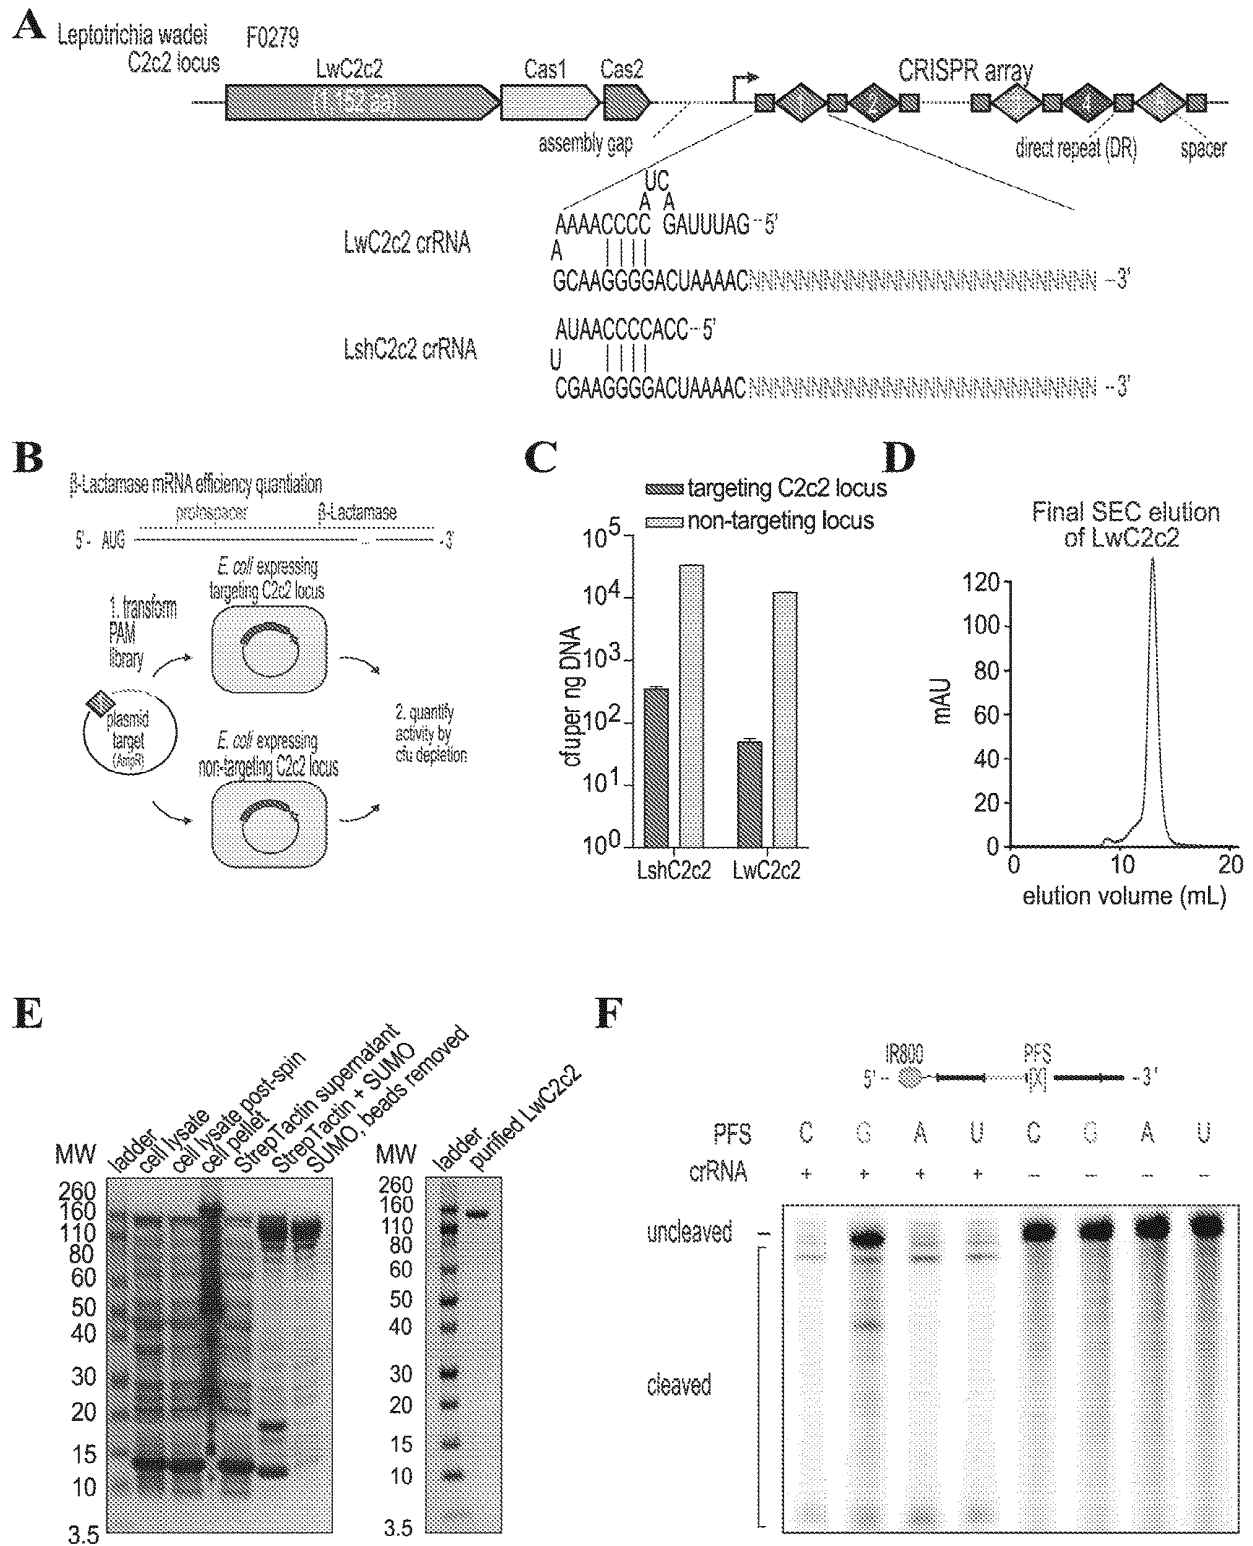 A
Leptotrichia wadei F0279
C2c2 locus
LwC2c2
Cas1
Cas2
CRISPR array
(1,152 aa)
1
2
3
4
5
assembly gap
direct repeat (DR)
spacer
UC
A A
AAAACCCC GAUUUAG--5'
LwC2c2 crRNA
A
GCAAGGGGACUAAAACNNNNNNNNNNNNNNNNNNNNNNNNNNNN --3'
AUAACCCCACC--5'
LshC2c2 crRNA
U
CGAAGGGGACUAAAACNNNNNNNNNNNNNNNNNNNNNNNNNNNN --3'
B
β-Lactamase mRNA efficiency quantiation
protospacer
β-Lactamase
5'- AUG
...
-3'
E. coli expressing
targeting C2c2 locus
1. transform
PAM
library
plasmid
target
(AmpR)
E. coli expressing
non-targeting C2c2 locus
2. quantify
activity by
cfu depletion
C
targeting C2c2 locus
non-targeting locus
cfuper ng DNA
10^5
10^4
10^3
10^2
10^1
10^0
LshC2c2
LwC2c2
D
Final SEC elution
of LwC2c2
mAU
120
100
80
60
40
20
0
0
10
20
elution volume (mL)
E
MW
ladder
cell lysate
cell lysate post-spin
cell pellet
StrepTactin supernatant
StrepTactin + SUMO
SUMO, beads removed
260
160
110
80
60
50
40
30
20
15
10
3.5
MW
ladder
purified LwC2c2
260
160
110
80
60
50
40
30
20
15
10
3.5
F
IR800
PFS
5'--
X
--3'
PFS C G A U C G A U
crRNA + + + + – – – –
uncleaved
cleaved